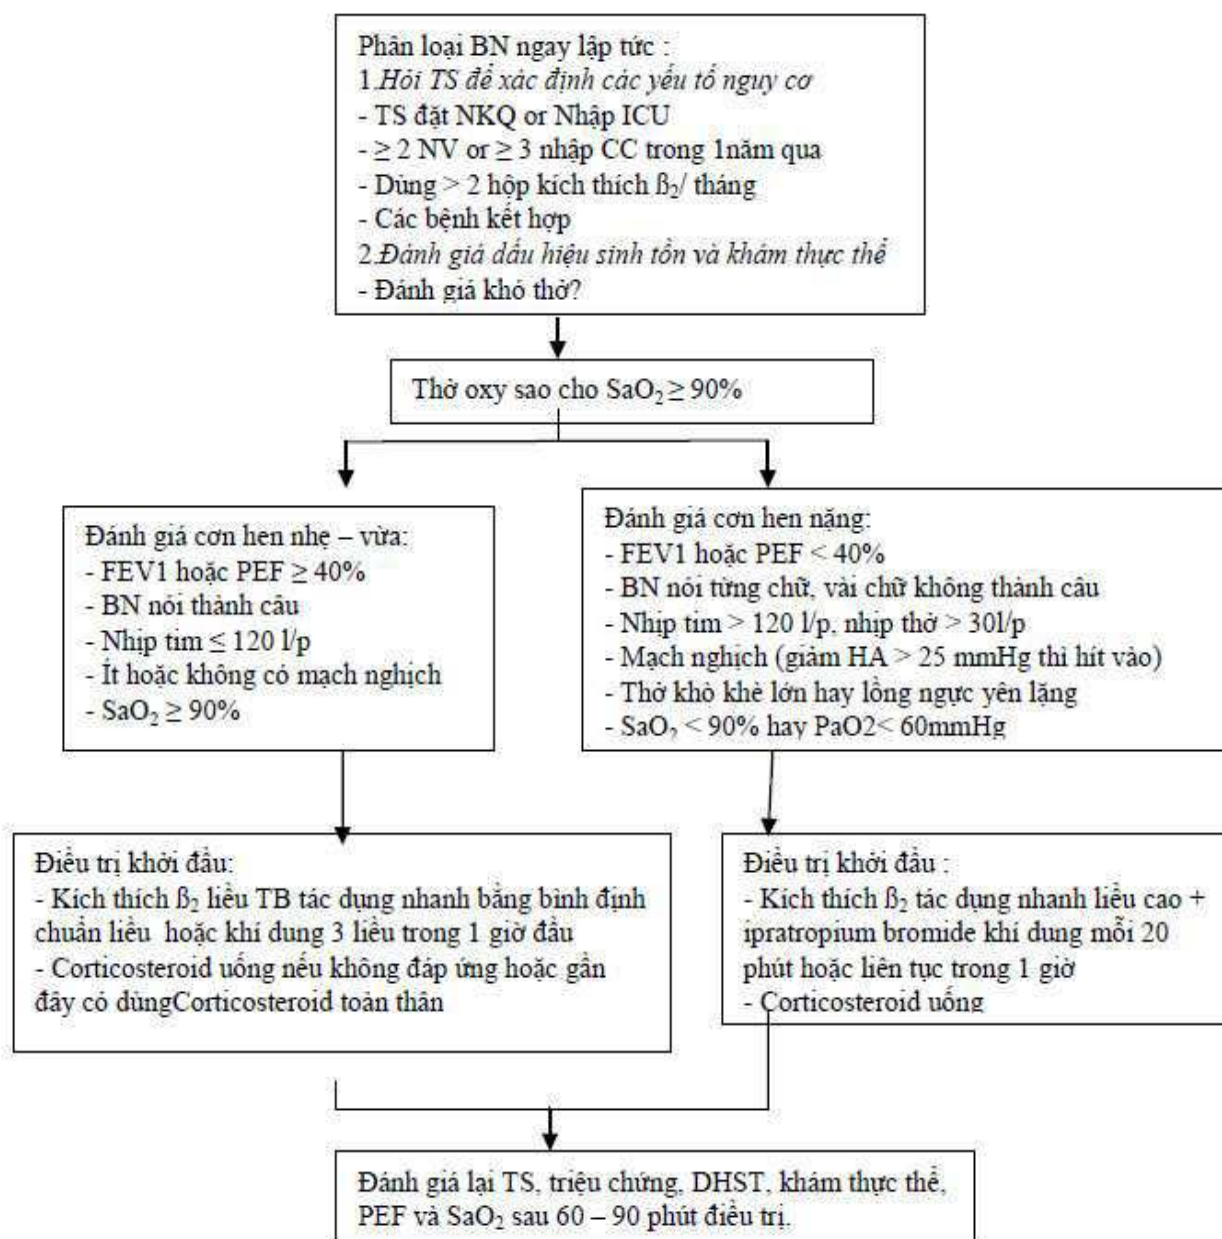 Phân loại BN ngay lập tức :
1.Hỏi TS để xác định các yếu tố nguy cơ
- TS đặt NKQ or Nhập ICU
- ≥ 2 NV or ≥ 3 nhập CC trong 1năm qua
- Dùng > 2 hộp kích thích ß₂/ tháng
- Các bệnh kết hợp
2.Đánh giá dấu hiệu sinh tồn và khám thực thể
- Đánh giá khó thở?
Thở oxy sao cho SaO₂ ≥ 90%
Đánh giá cơn hen nhẹ – vừa:
- FEV1 hoặc PEF ≥ 40%
- BN nói thành câu
- Nhịp tim ≤ 120 l/p
- Ít hoặc không có mạch nghịch
- SaO₂ ≥ 90%
Đánh giá cơn hen nặng:
- FEV1 hoặc PEF < 40%
- BN nói từng chữ, vài chữ không thành câu
- Nhịp tim > 120 l/p, nhịp thở > 30l/p
- Mạch nghịch (giảm HA > 25 mmHg thì hít vào)
- Thở khò khè lớn hay lồng ngực yên lặng
- SaO₂ < 90% hay PaO2< 60mmHg
Điều trị khởi đầu:
- Kích thích ß₂ liều TB tác dụng nhanh bằng bình định
chuẩn liều hoặc khí dung 3 liều trong 1 giờ đầu
- Corticosteroid uống nếu không đáp ứng hoặc gần
đây có dùngCorticosteroid toàn thân
Điều trị khởi đầu :
- Kích thích ß₂ tác dụng nhanh liều cao +
ipratropium bromide khí dung mỗi 20
phút hoặc liên tục trong 1 giờ
- Corticosteroid uống
Đánh giá lại TS, triệu chứng, DHST, khám thực thể,
PEF và SaO₂ sau 60 – 90 phút điều trị.